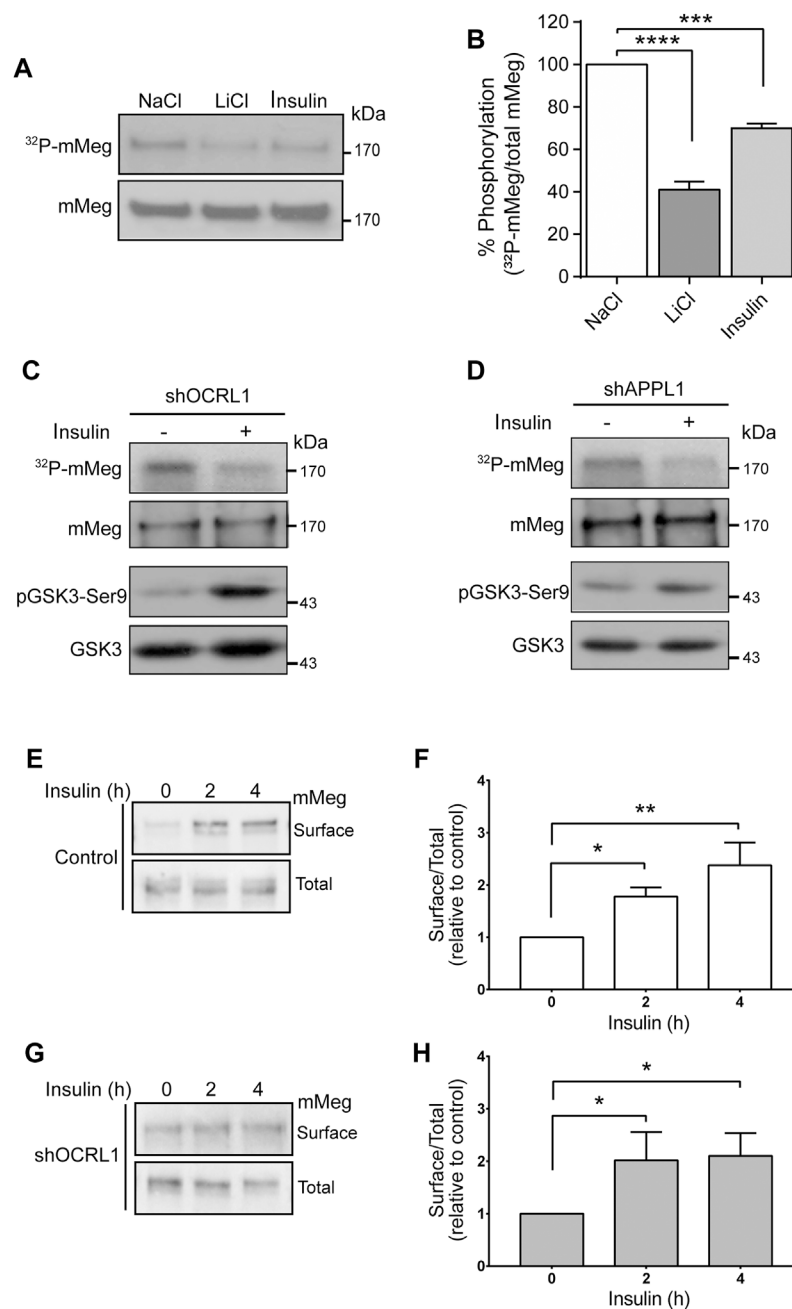 A
NaCl LiCl Insulin
kDa
³²P-mMeg
170
mMeg
170
B
% Phosphorylation
(³²P-mMeg/total mMeg)
120
100
80
60
40
20
0
****
***
NaCl
LiCl
Insulin
C
shOCRL1
Insulin - +
kDa
³²P-mMeg
170
mMeg
170
pGSK3-Ser9
43
GSK3
43
D
shAPPL1
Insulin - +
kDa
³²P-mMeg
170
mMeg
170
pGSK3-Ser9
43
GSK3
43
E
Insulin (h) 0 2 4
mMeg
Control
Surface
Total
F
Surface/Total
(relative to control)
4
3
2
1
0
*
**
0 2 4
Insulin (h)
G
Insulin (h) 0 2 4
mMeg
shOCRL1
Surface
Total
H
Surface/Total
(relative to control)
4
3
2
1
0
*
*
0 2 4
Insulin (h)